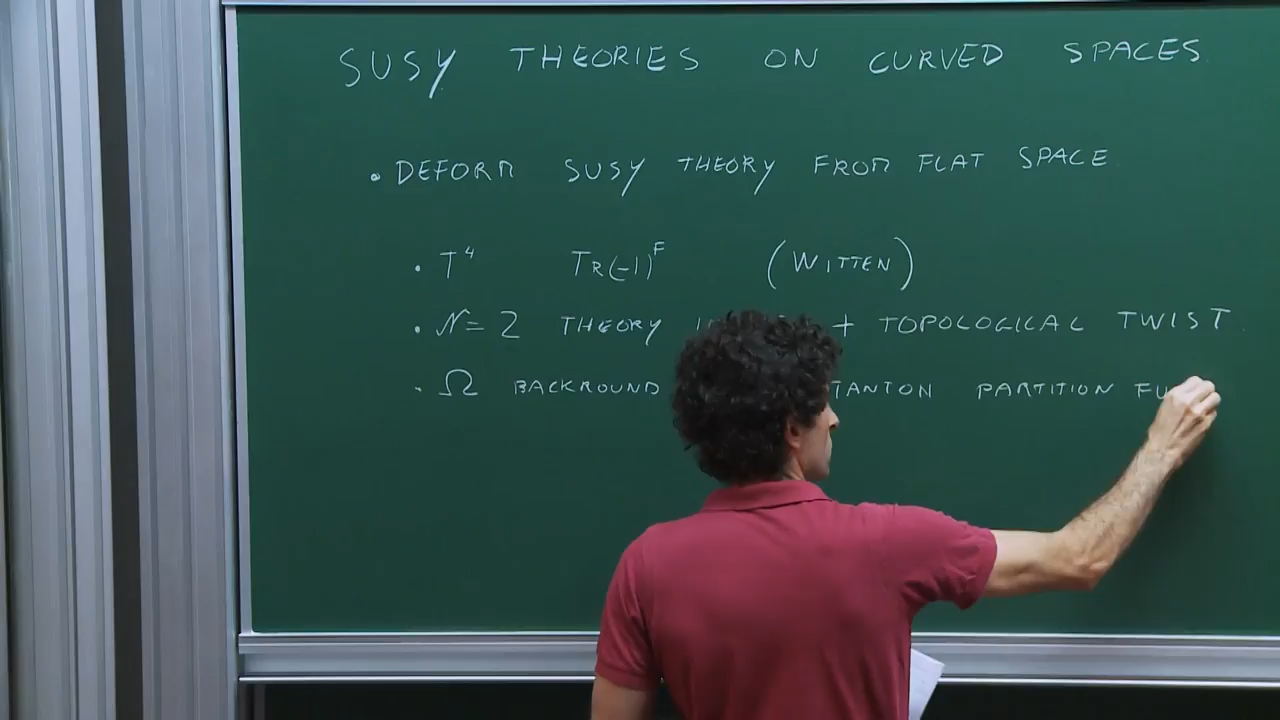 SUSY THEORIES ON CURVED SPACES
• DEFORM SUSY THEORY FROM FLAT SPACE
• T⁴ TR(-1)^F (WITTEN)
• N=2 THEORY + TOPOLOGICAL TWIST
• Ω BACKROUND TANTON PARTITION FU